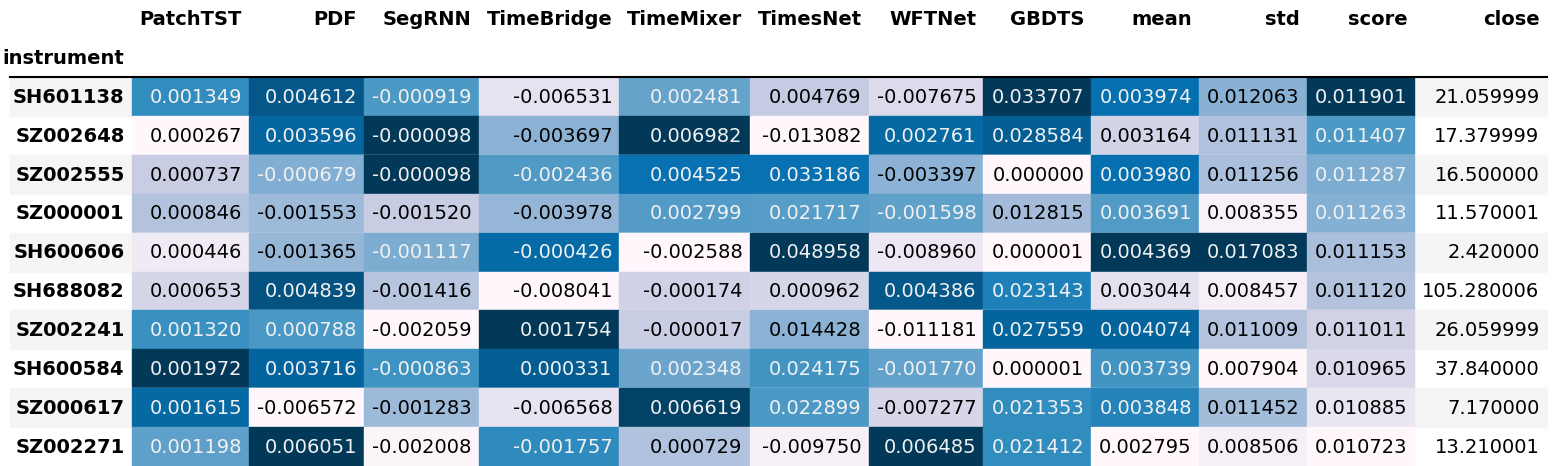 PatchTST PDF SegRNN TimeBridge TimeMixer TimesNet WFTNet GBDTS mean std score close
instrument
SH601138 0.001349 0.004612 -0.000919 -0.006531 0.002481 0.004769 -0.007675 0.033707 0.003974 0.012063 0.011901 21.059999
SZ002648 0.000267 0.003596 -0.000098 -0.003697 0.006982 -0.013082 0.002761 0.028584 0.003164 0.011131 0.011407 17.379999
SZ002555 0.000737 -0.000679 -0.000098 -0.002436 0.004525 0.033186 -0.003397 0.000000 0.003980 0.011256 0.011287 16.500000
SZ000001 0.000846 -0.001553 -0.001520 -0.003978 0.002799 0.021717 -0.001598 0.012815 0.003691 0.008355 0.011263 11.570001
SH600606 0.000446 -0.001365 -0.001117 -0.000426 -0.002588 0.048958 -0.008960 0.000001 0.004369 0.017083 0.011153 2.420000
SH688082 0.000653 0.004839 -0.001416 -0.008041 -0.000174 0.000962 0.004386 0.023143 0.003044 0.008457 0.011120 105.280006
SZ002241 0.001320 0.000788 -0.002059 0.001754 -0.000017 0.014428 -0.011181 0.027559 0.004074 0.011009 0.011011 26.059999
SH600584 0.001972 0.003716 -0.000863 0.000331 0.002348 0.024175 -0.001770 0.000001 0.003739 0.007904 0.010965 37.840000
SZ000617 0.001615 -0.006572 -0.001283 -0.006568 0.006619 0.022899 -0.007277 0.021353 0.003848 0.011452 0.010885 7.170000
SZ002271 0.001198 0.006051 -0.002008 -0.001757 0.000729 -0.009750 0.006485 0.021412 0.002795 0.008506 0.010723 13.210001